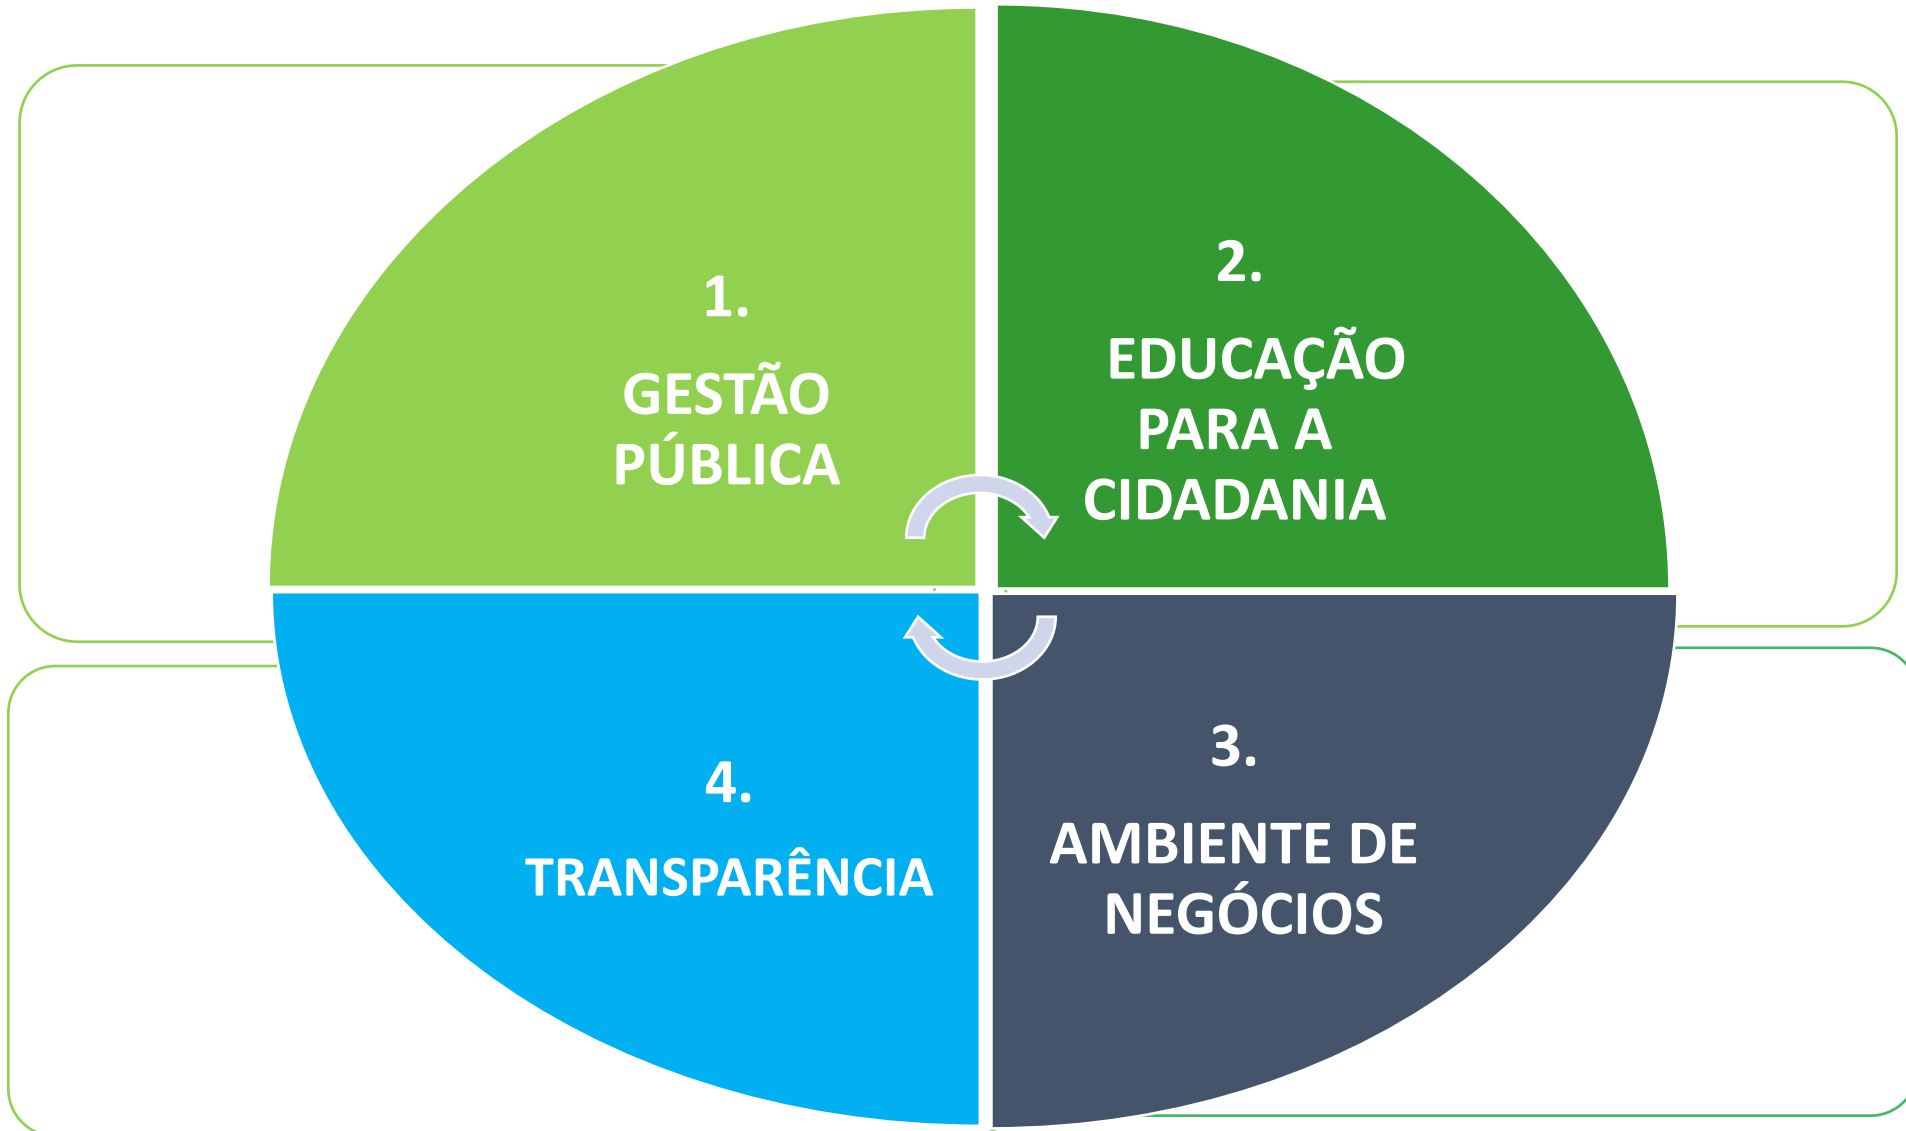 1.
GESTÃO
PÚBLICA
2.
EDUCAÇÃO
PARA A
CIDADANIA
3.
AMBIENTE DE
NEGÓCIOS
4.
TRANSPARÊNCIA